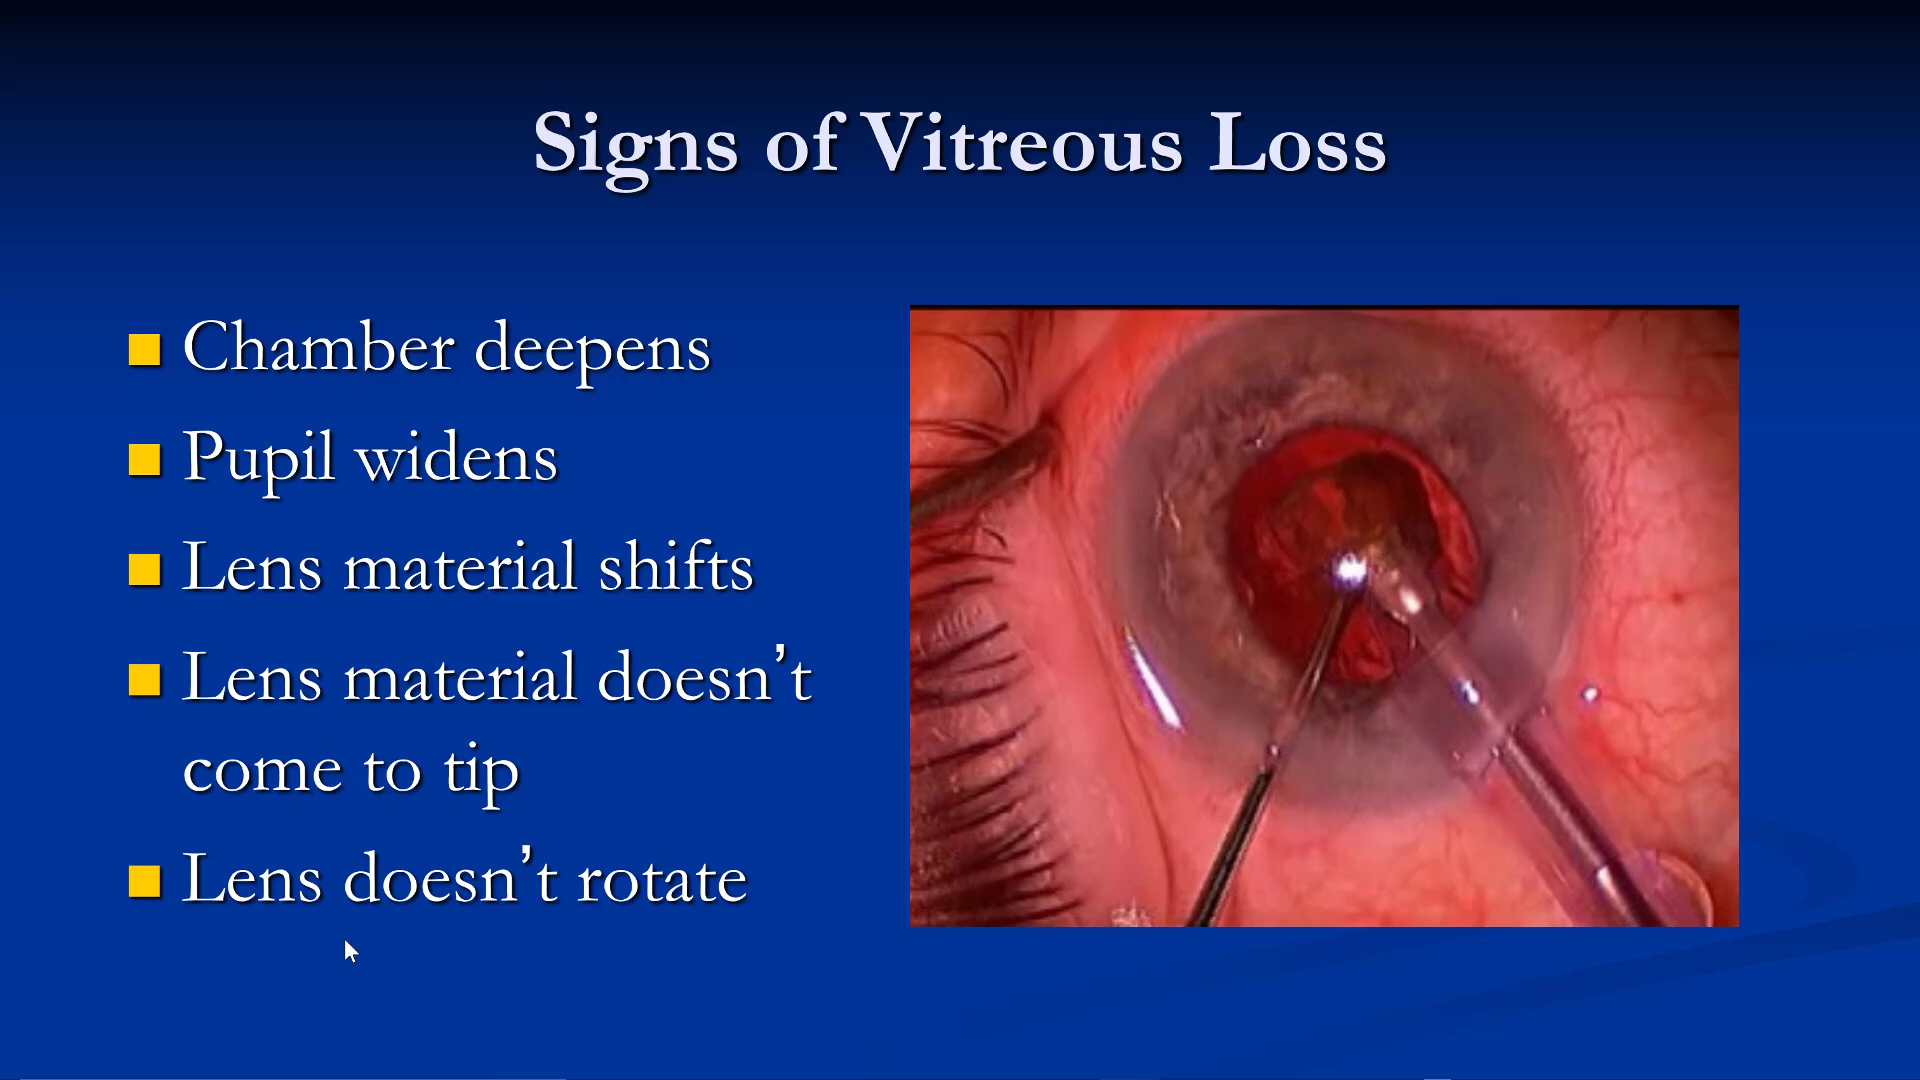 Signs of Vitreous Loss
Chamber deepens
Pupil widens
Lens material shifts
Lens material doesn’t
come to tip
Lens doesn’t rotate